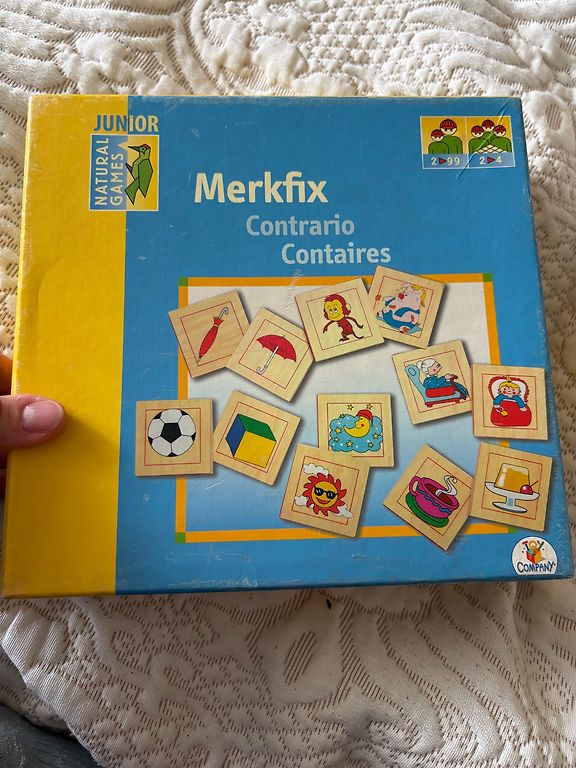 JUNIOR
NATURAL
GAMES
2 ▶ 99
2 ▶ 4
Merkfix
Contrario
Contaires
TOY
COMPANY